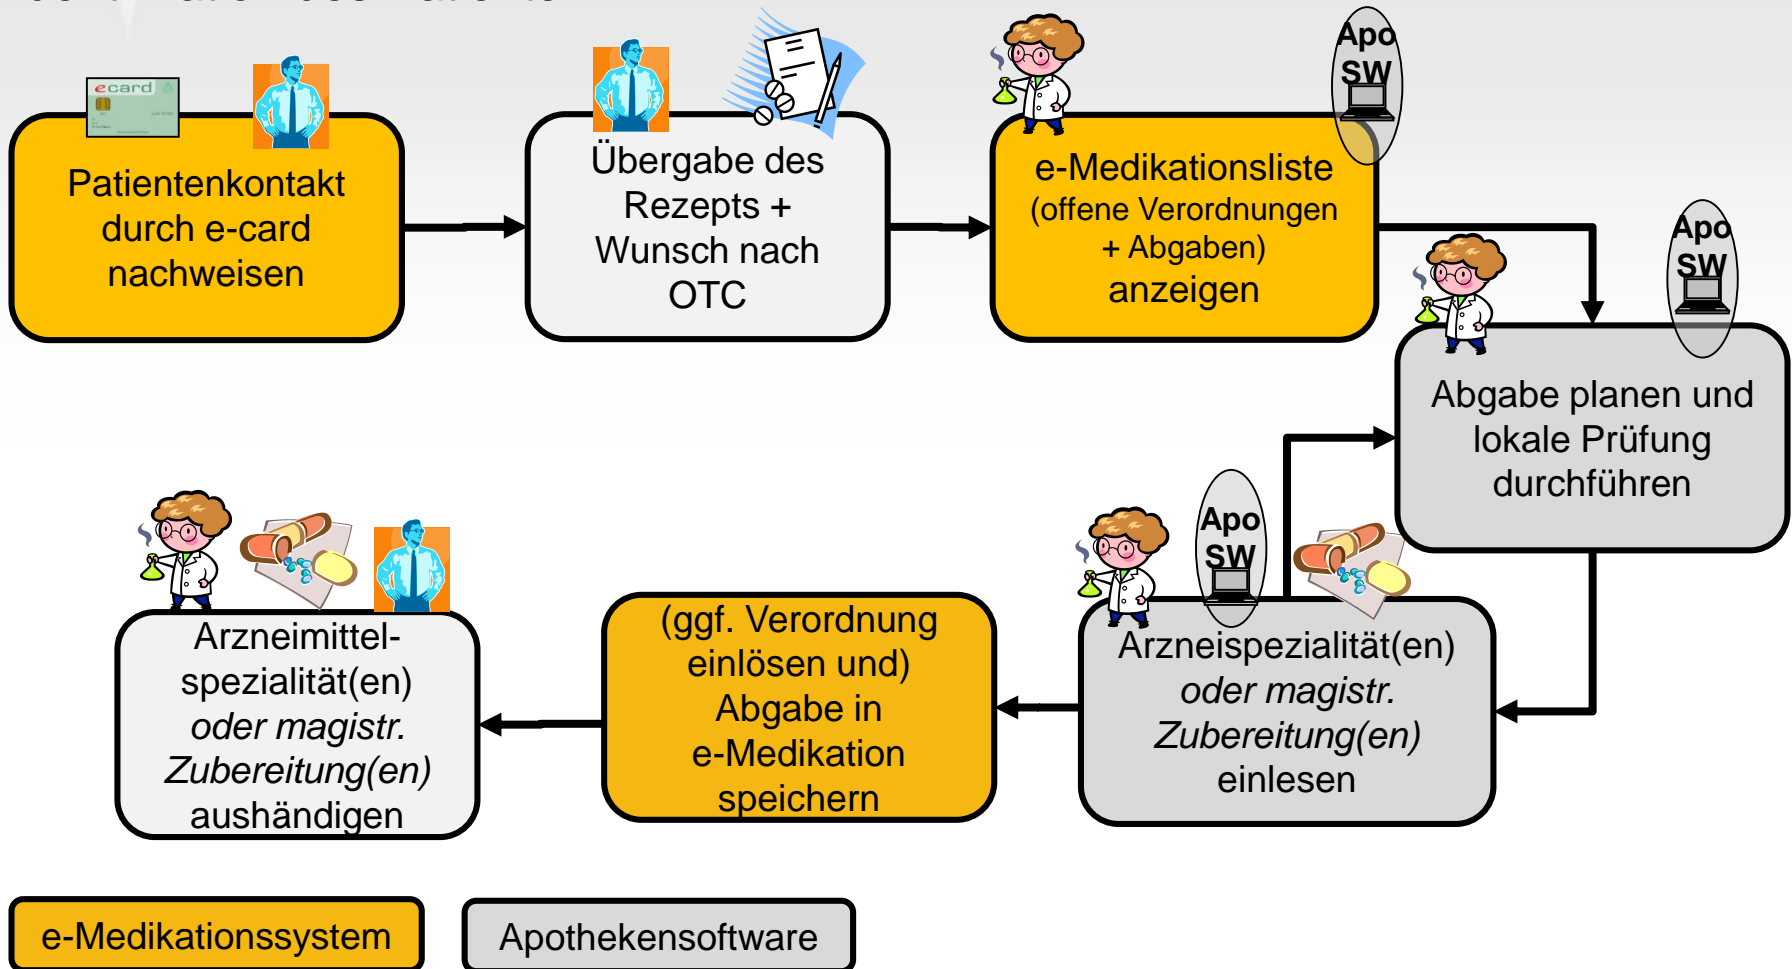 ecard
Patientenkontakt
durch e-card
nachweisen
Übergabe des
Rezepts +
Wunsch nach
OTC
Apo
SW
e-Medikationsliste
(offene Verordnungen
+ Abgaben)
anzeigen
Apo
SW
Abgabe planen und
lokale Prüfung
durchführen
Apo
SW
Arzneispezialität(en)
oder magistr.
Zubereitung(en)
einlesen
(ggf. Verordnung
einlösen und)
Abgabe in
e-Medikation
speichern
Arzneimittel-
spezialität(en)
oder magistr.
Zubereitung(en)
aushändigen
e-Medikationssystem
Apothekensoftware